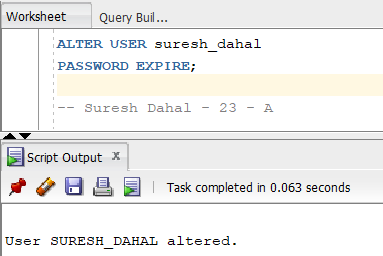 Worksheet Query Buil...
ALTER USER suresh_dahal
PASSWORD EXPIRE;
-- Suresh Dahal - 23 - A
Script Output x
Task completed in 0.063 seconds
User SURESH_DAHAL altered.